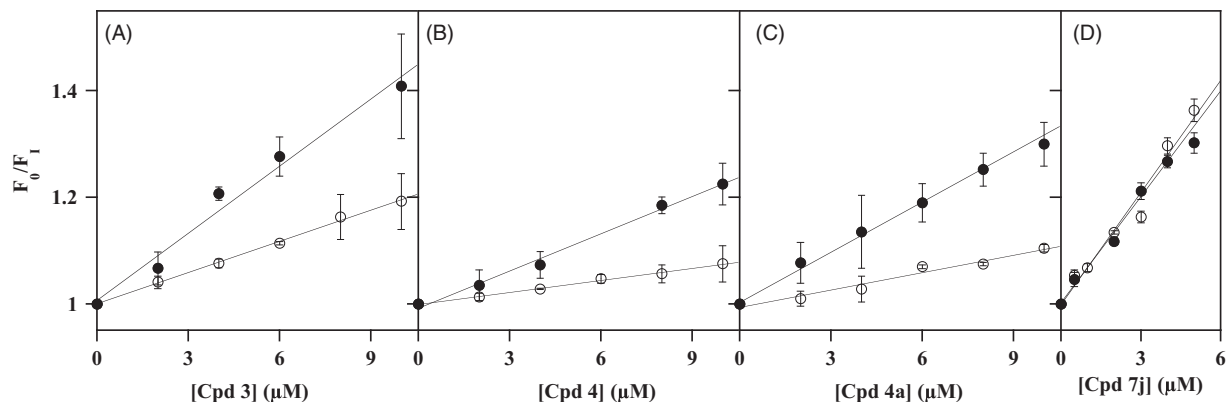 (A) (B) (C) (D)
1.4
1.2
1
F0/FI
0 3 6 9 0 3 6 9 0 3 6 9 0 3 6
[Cpd 3] (µM) [Cpd 4] (µM) [Cpd 4a] (µM) [Cpd 7j] (µM)